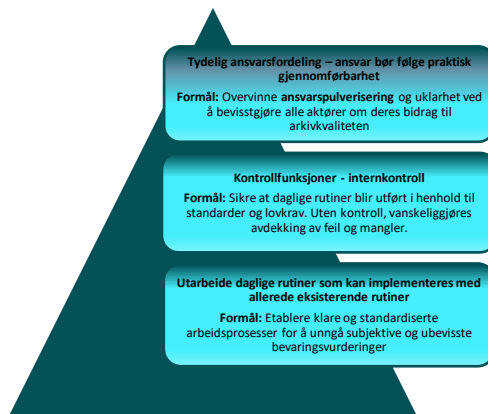 Tydelig ansvarsfordeling – ansvar bør følge praktisk
gjennomførbarhet
Formål: Overvinne ansvarspulverisering og uklarhet ved
å bevisstgjøre alle aktører om deres bidrag til
arkivkvaliteten
Kontrollfunksjoner - internkontroll
Formål: Sikre at daglige rutiner blir utført i henhold til
standarder og lovkrav. Uten kontroll, vanskeliggjøres
avdekking av feil og mangler.
Utarbeide daglige rutiner som kan implementeres med
allerede eksisterende rutiner
Formål: Etablere klare og standardiserte
arbeidsprosesser for å unngå subjektive og ubevisste
bevaringsvurderinger